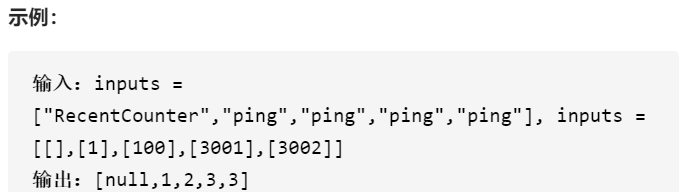 示例：
输入：inputs =
["RecentCounter","ping","ping","ping","ping"], inputs =
[[],[1],[100],[3001],[3002]]
输出：[null,1,2,3,3]